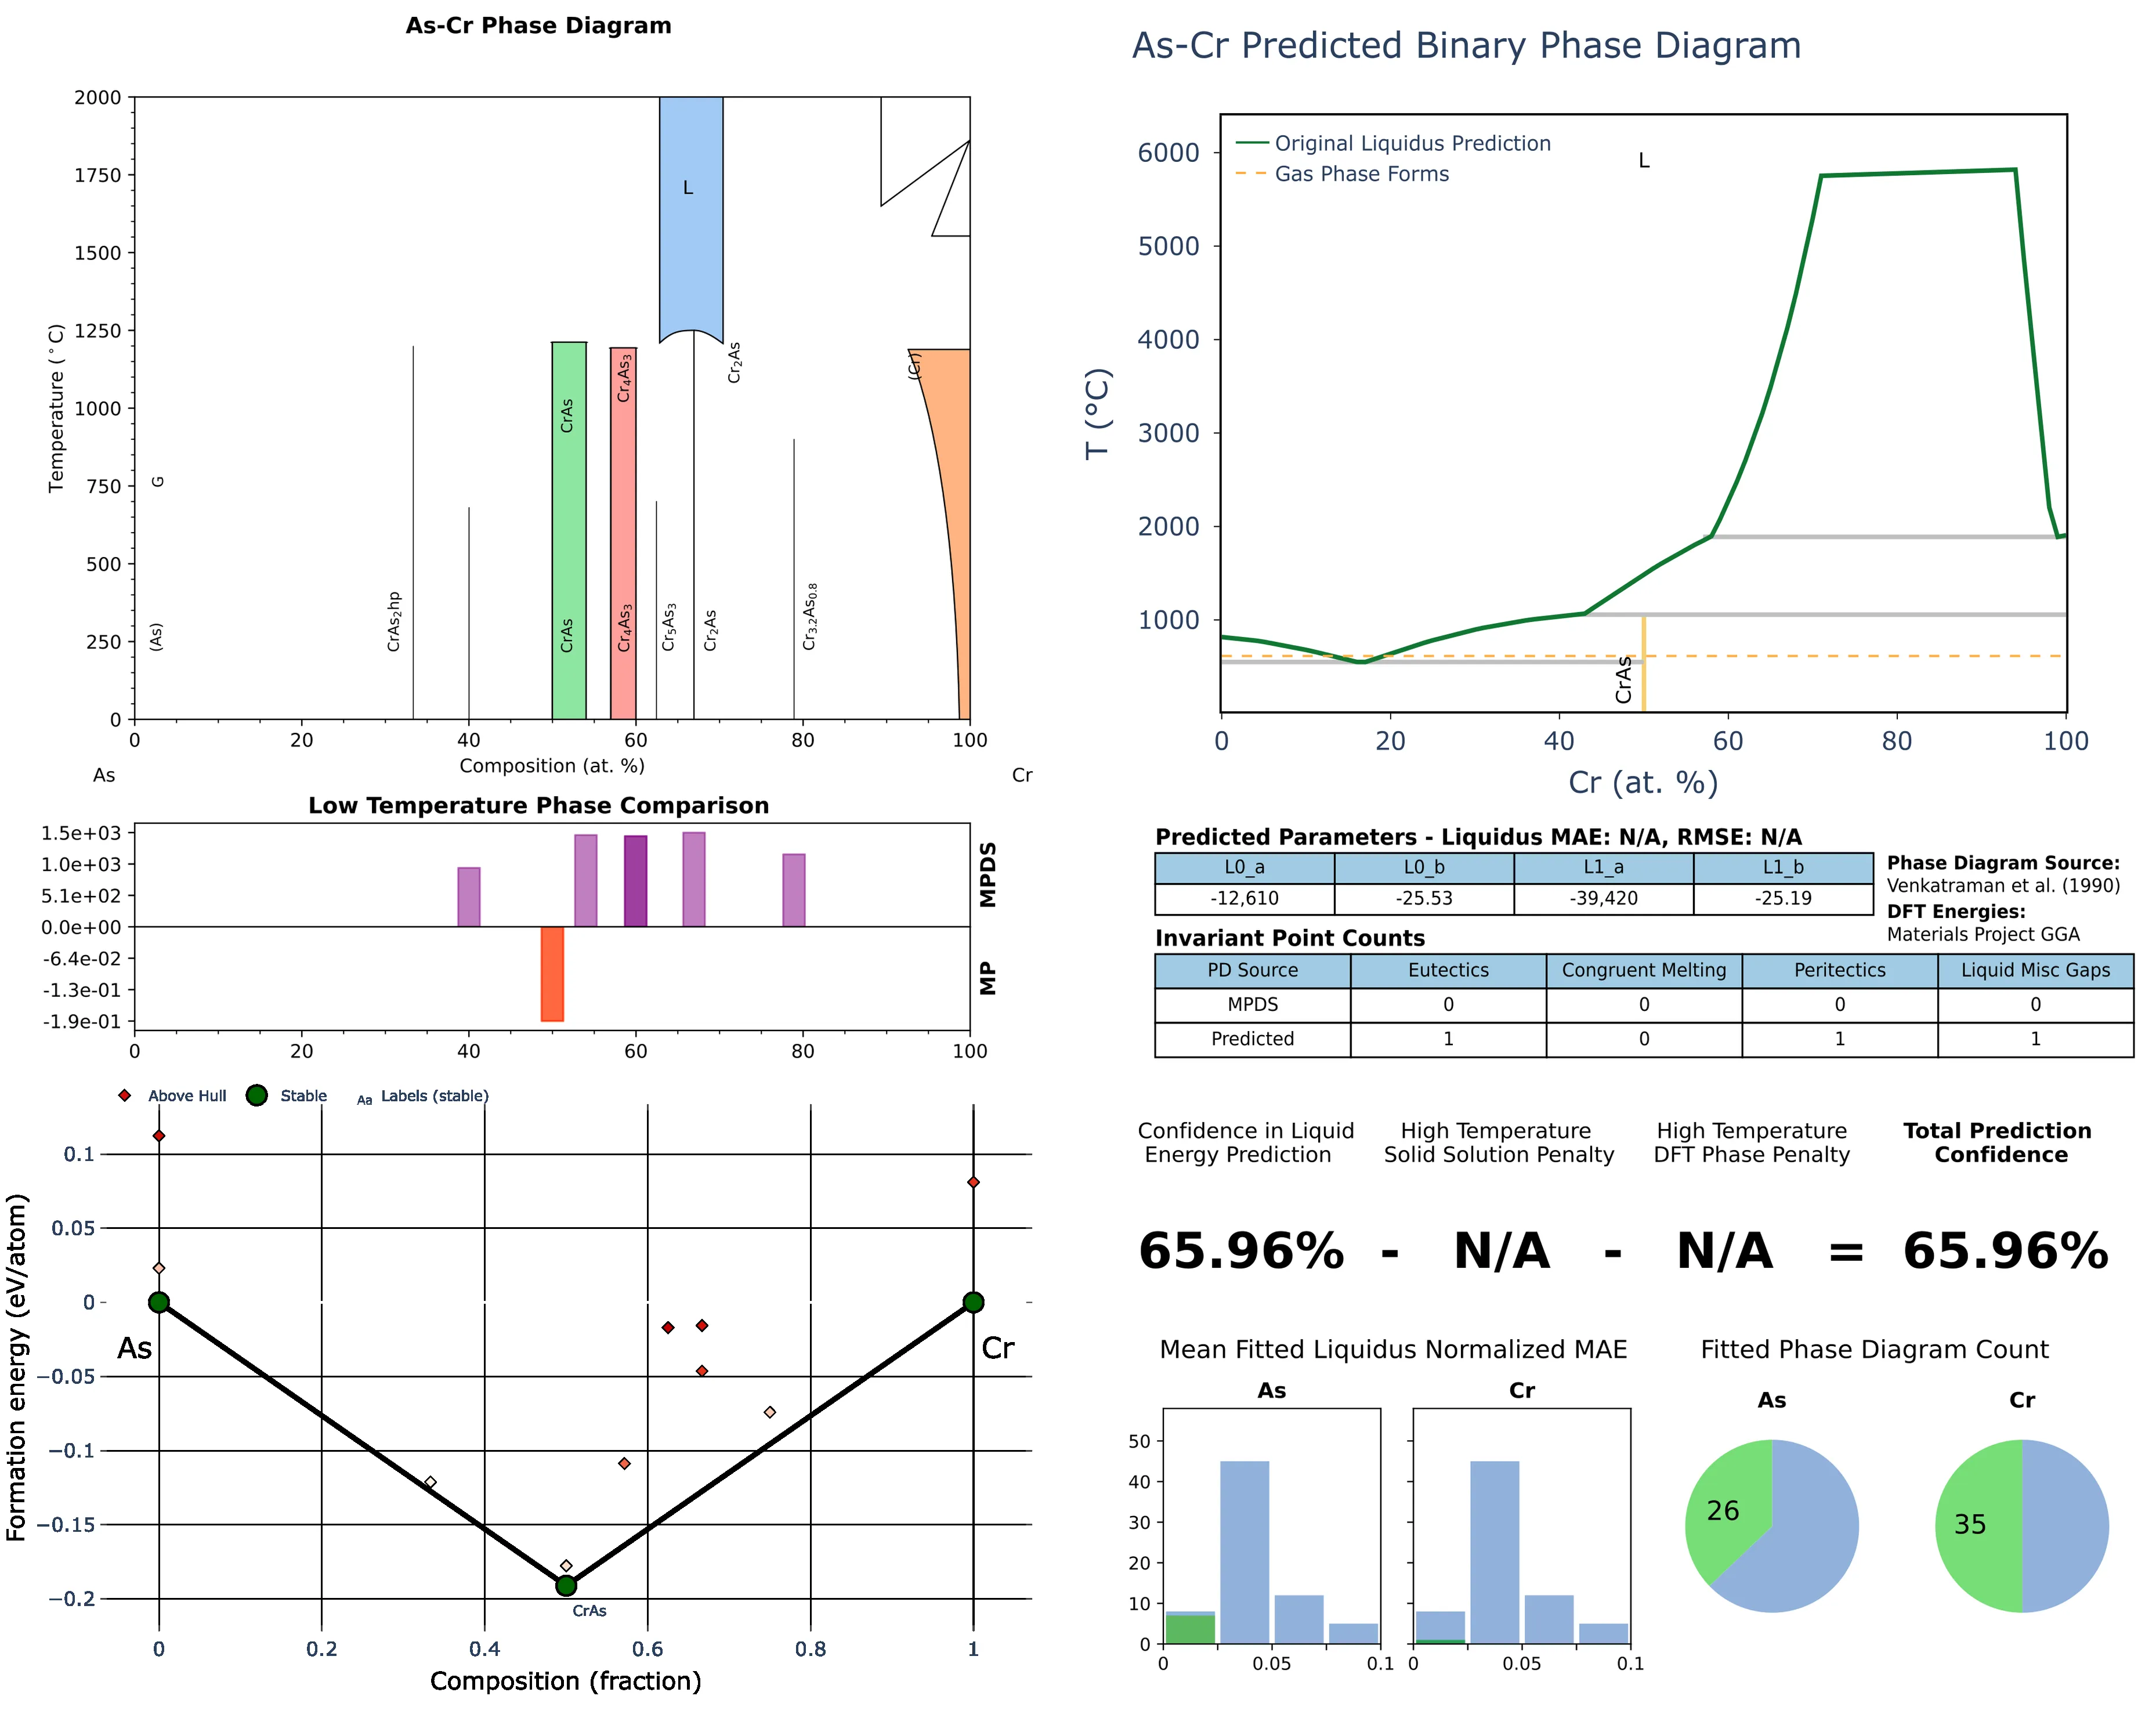 As-Cr Phase Diagram
2000
1750
1500
1250
1000
750
500
250
0
Temperature (°C)
L
Cr2As
(Cr)
CrAs
Cr4As3
G
(As)
CrAs2hp
CrAs
Cr4As3
Cr5As3
Cr2As
Cr3.2As0.8
0 20 40 60 80 100
Composition (at. %)
As Cr
Low Temperature Phase Comparison
1.5e+03
1.0e+03
5.1e+02
0.0e+00
-6.4e-02
-1.3e-01
-1.9e-01
MPDS
MP
0 20 40 60 80 100
Above Hull Stable Aa Labels (stable)
0.1
0.05
0
−0.05
−0.1
−0.15
−0.2
Formation energy (eV/atom)
As
Cr
CrAs
0 0.2 0.4 0.6 0.8 1
Composition (fraction)
As-Cr Predicted Binary Phase Diagram
6000
5000
4000
3000
2000
1000
T (°C)
Original Liquidus Prediction
Gas Phase Forms
L
CrAs
0 20 40 60 80 100
Cr (at. %)
Predicted Parameters - Liquidus MAE: N/A, RMSE: N/A
L0_a L0_b L1_a L1_b
-12,610 -25.53 -39,420 -25.19
Phase Diagram Source:
Venkatraman et al. (1990)
DFT Energies:
Materials Project GGA
Invariant Point Counts
PD Source Eutectics Congruent Melting Peritectics Liquid Misc Gaps
MPDS 0 0 0 0
Predicted 1 0 1 1
Confidence in Liquid
Energy Prediction
High Temperature
Solid Solution Penalty
High Temperature
DFT Phase Penalty
Total Prediction
Confidence
65.96% - N/A - N/A = 65.96%
Mean Fitted Liquidus Normalized MAE
As
Cr
50
40
30
20
10
0
0 0.05 0.1
0 0.05 0.1
Fitted Phase Diagram Count
As
Cr
26
35